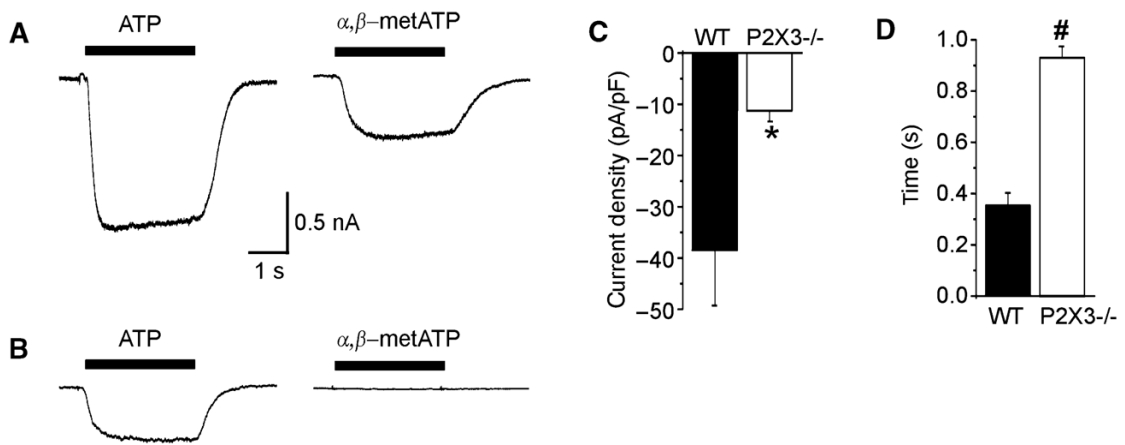 A
ATP
α,β–metATP
0.5 nA
1 s
B
ATP
α,β–metATP
C
WT P2X3-/-
0
–10
–20
–30
–40
–50
Current density (pA/pF)
*
D
#
1.0
0.8
0.6
0.4
0.2
0.0
Time (s)
WT P2X3-/-